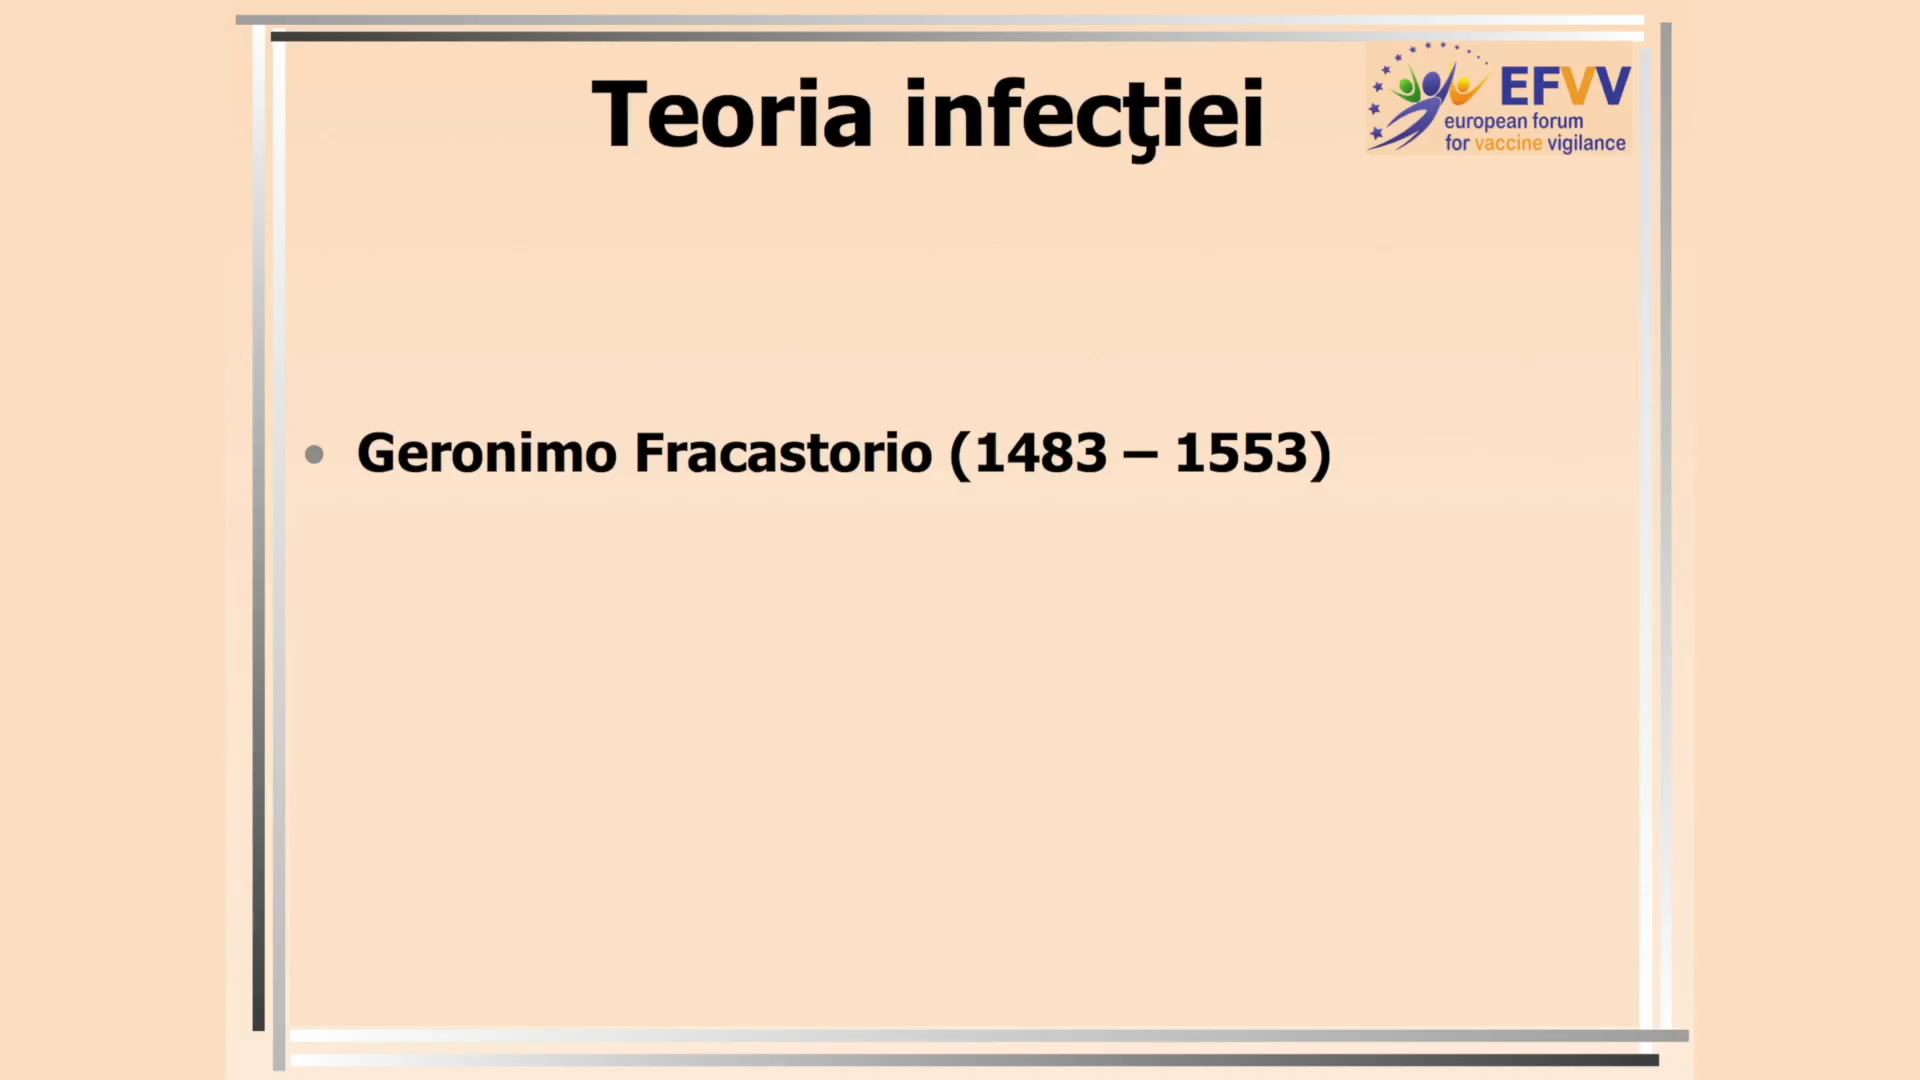 Teoria infecţiei
EFVV
european forum
for vaccine vigilance
• Geronimo Fracastorio (1483 – 1553)